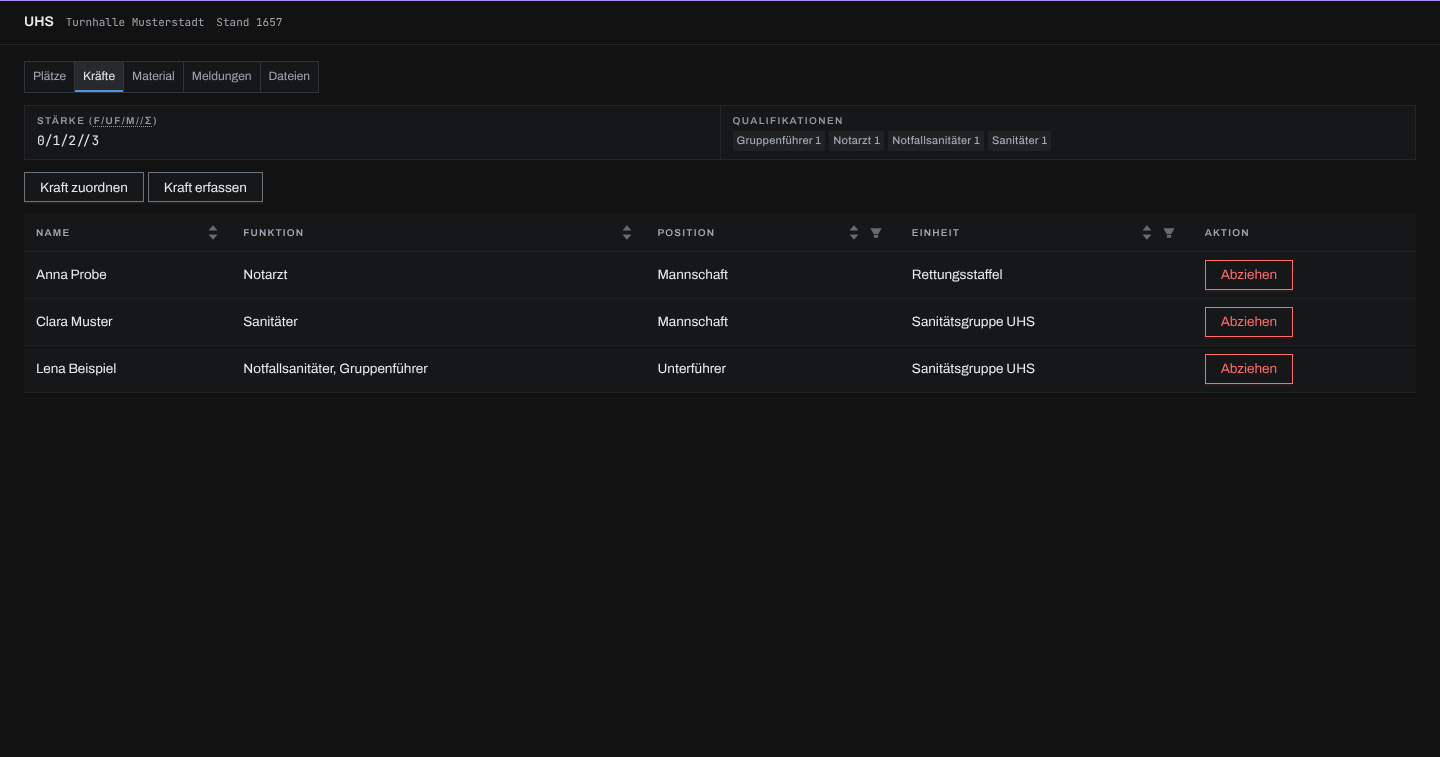 UHS Turnhalle Musterstadt Stand 1657
Plätze Kräfte Material Meldungen Dateien
STÄRKE (F/UF/M//Σ)
0/1/2//3
QUALIFIKATIONEN
Gruppenführer 1 Notarzt 1 Notfallsanitäter 1 Sanitäter 1
Kraft zuordnen Kraft erfassen
NAME FUNKTION POSITION EINHEIT AKTION
Anna Probe Notarzt Mannschaft Rettungsstaffel Abziehen
Clara Muster Sanitäter Mannschaft Sanitätsgruppe UHS Abziehen
Lena Beispiel Notfallsanitäter, Gruppenführer Unterführer Sanitätsgruppe UHS Abziehen